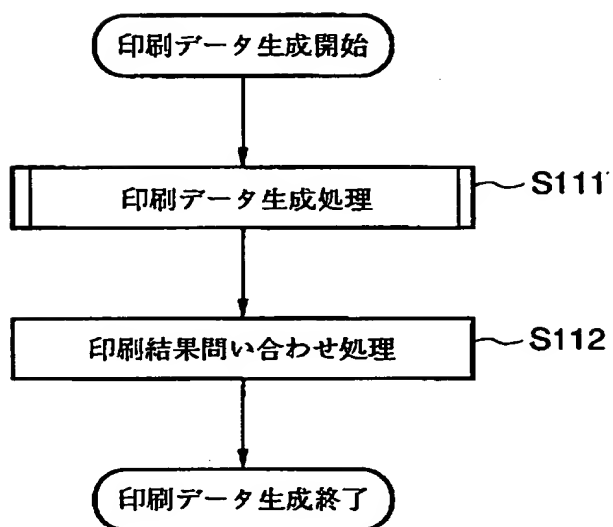 印刷データ生成開始
印刷データ生成処理
S111
印刷結果問い合わせ処理
S112
印刷データ生成終了